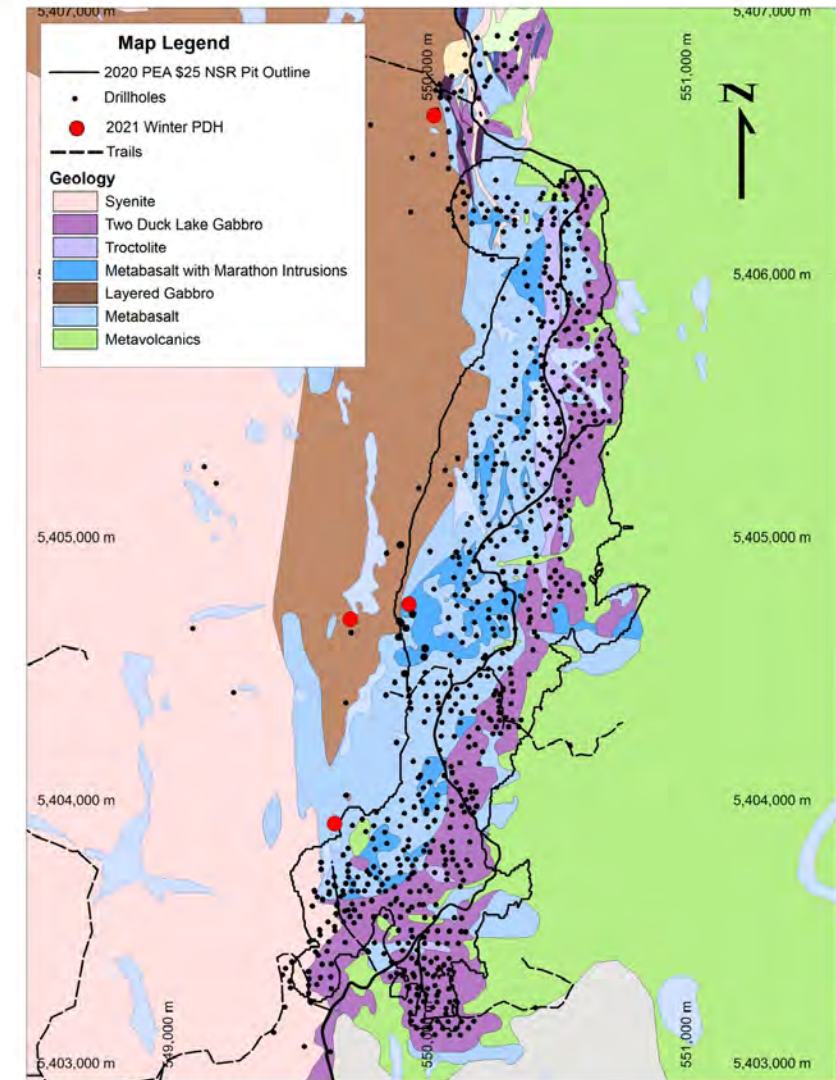 5,407,000 m
5,407,000 m
Map Legend
2020 PEA $25 NSR Pit Outline
Drillholes
2021 Winter PDH
Trails
Geology
Syenite
Two Duck Lake Gabbro
Troctolite
Metabasalt with Marathon Intrusions
Layered Gabbro
Metabasalt
Metavolcanics
550,000 m
551,000 m
N
5,406,000 m
5,405,000 m
5,405,000 m
5,404,000 m
5,404,000 m
549,000 m
550,000 m
551,000 m
5,403,000 m
5,403,000 m